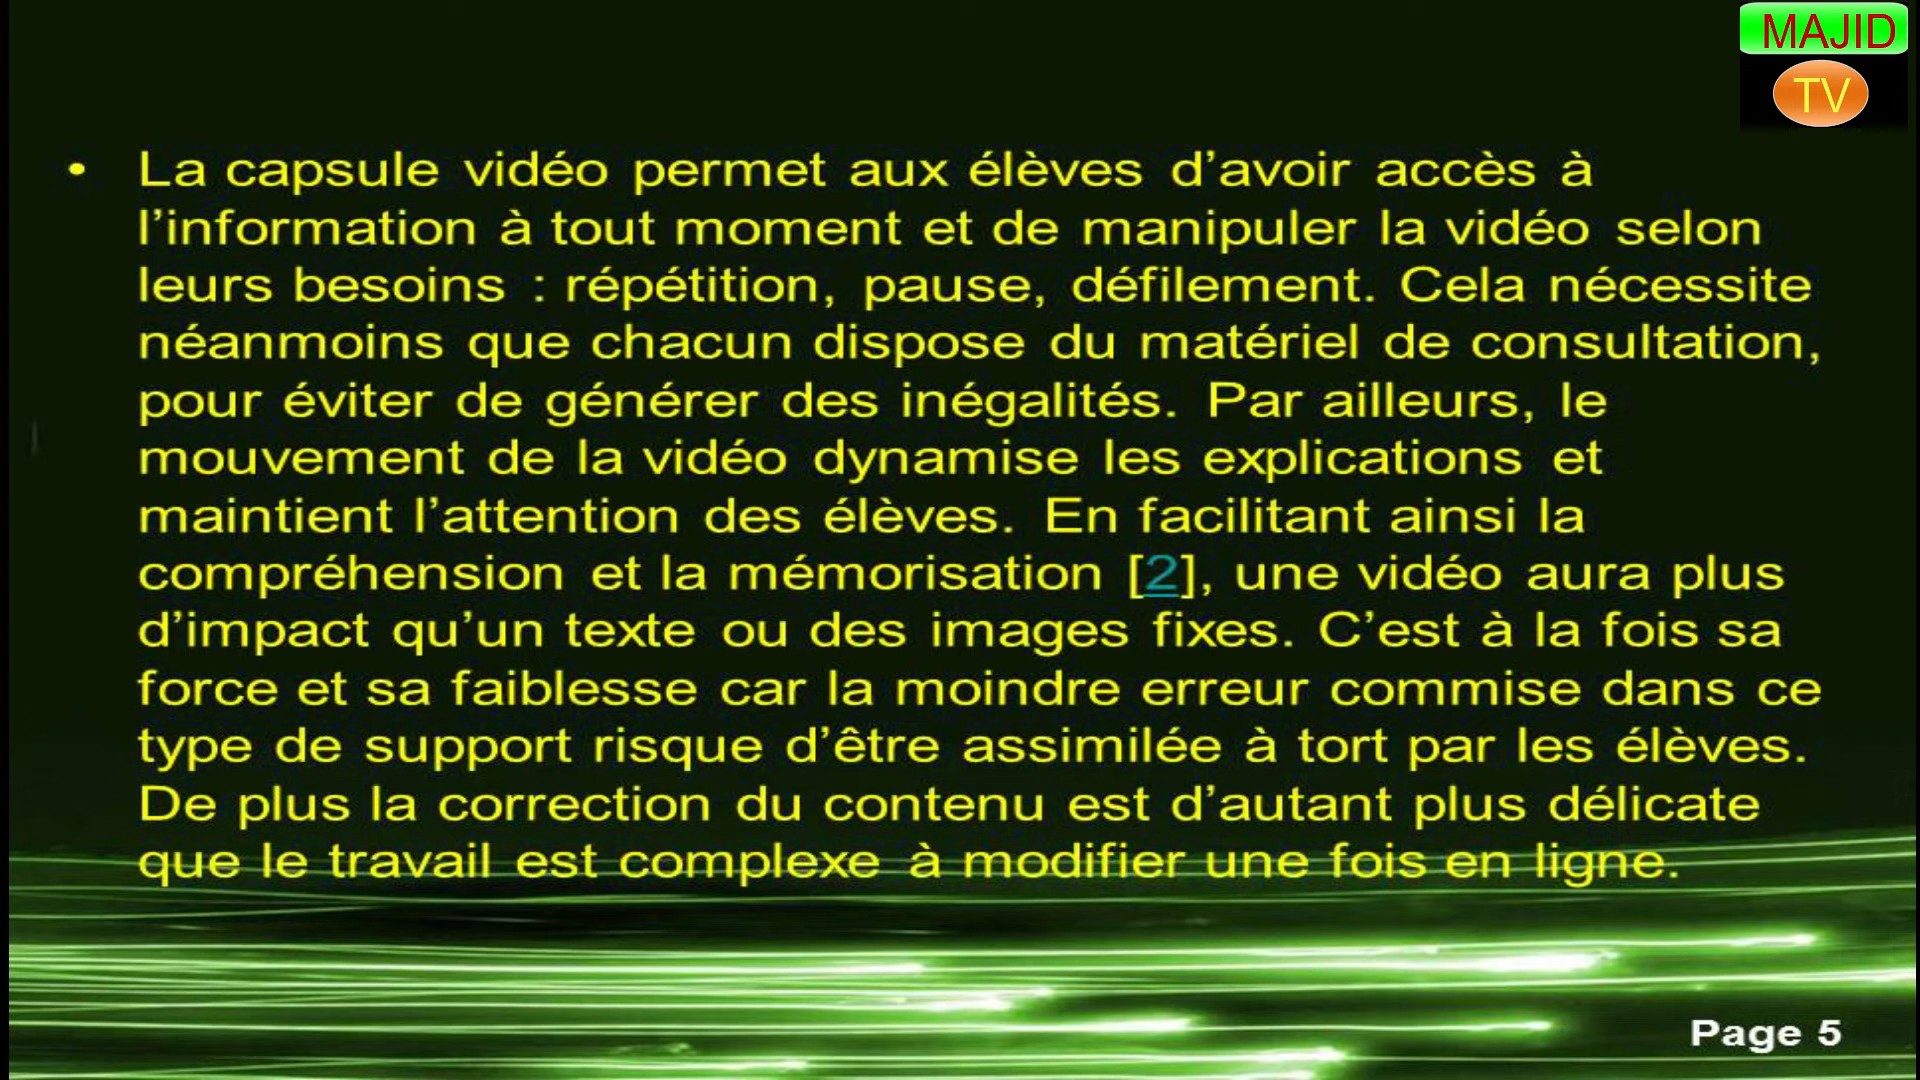 MAJID
TV
• La capsule vidéo permet aux élèves d’avoir accès à
l’information à tout moment et de manipuler la vidéo selon
leurs besoins : répétition, pause, défilement. Cela nécessite
néanmoins que chacun dispose du matériel de consultation,
pour éviter de générer des inégalités. Par ailleurs, le
mouvement de la vidéo dynamise les explications et
maintient l’attention des élèves. En facilitant ainsi la
compréhension et la mémorisation [2], une vidéo aura plus
d’impact qu’un texte ou des images fixes. C’est à la fois sa
force et sa faiblesse car la moindre erreur commise dans ce
type de support risque d’être assimilée à tort par les élèves.
De plus la correction du contenu est d’autant plus délicate
que le travail est complexe à modifier une fois en ligne.
Page 5